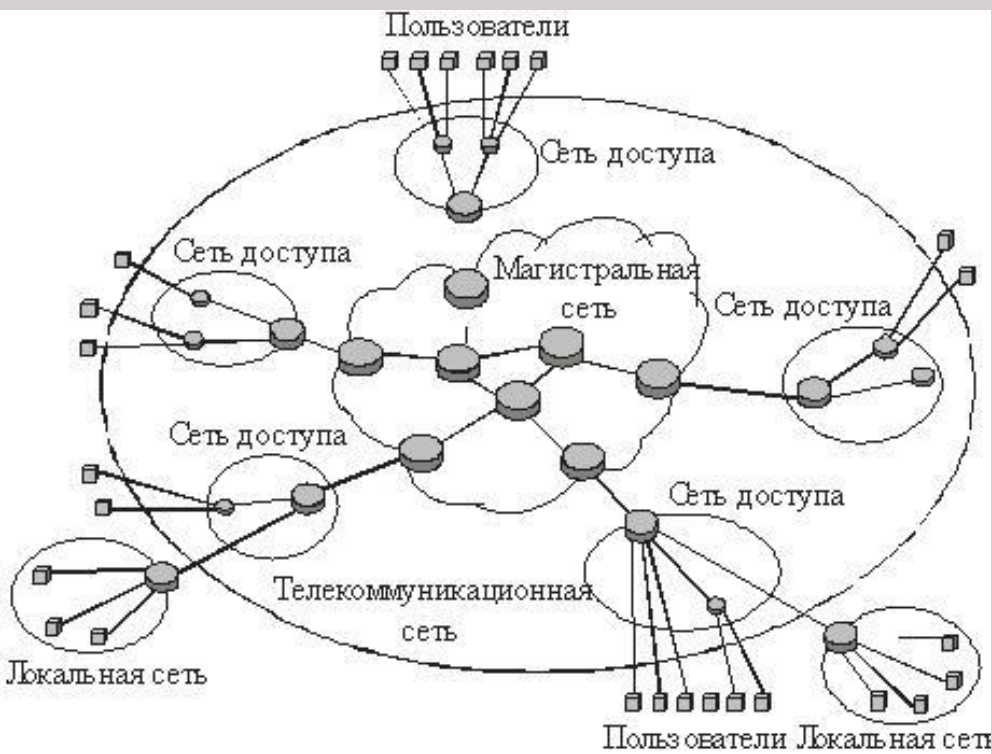 Пользователи
Сеть доступа
Сеть доступа
Магистральная
сеть
Сеть доступа
Сеть доступа
Сеть доступа
Телекоммуникационная
сеть
Локальная сеть
Пользователи
Локальная сеть